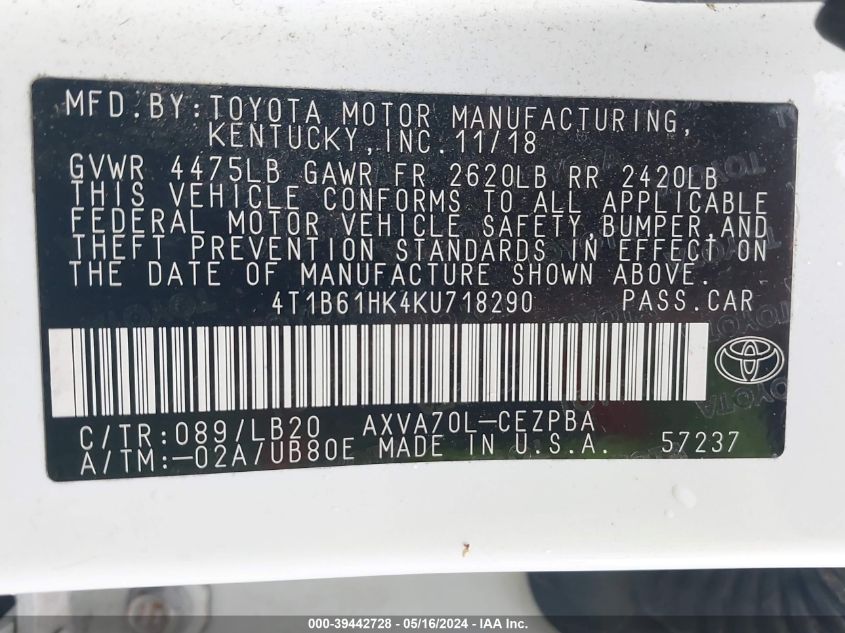 MFD.BY:TOYOTA MOTOR MANUFACTURING,
KENTUCKY,INC.11/18
GVWR 4475LB GAWR FR 2620LB RR 2420LB
THIS VEHICLE CONFORMS TO ALL APPLICABLE
FEDERAL MOTOR VEHICLE SAFETY,BUMPER,AND
THEFT PREVENTION STANDARDS IN EFFECT ON
THE DATE OF MANUFACTURE SHOWN ABOVE.
4T1B61HK4KU718290 PASS.CAR
C/TR:089/LB20 AXVA70L-CEZPBA
A/TM:-02A/UB80E MADE IN U.S.A. 57237
000-39442728 - 05/16/2024 - IAA Inc.